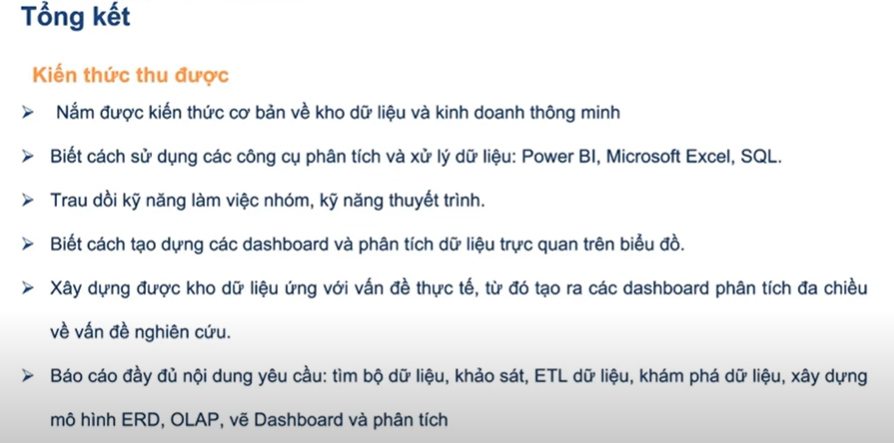 Tổng kết
Kiến thức thu được
➢ Nắm được kiến thức cơ bản về kho dữ liệu và kinh doanh thông minh
➢ Biết cách sử dụng các công cụ phân tích và xử lý dữ liệu: Power BI, Microsoft Excel, SQL.
➢ Trau dồi kỹ năng làm việc nhóm, kỹ năng thuyết trình.
➢ Biết cách tạo dựng các dashboard và phân tích dữ liệu trực quan trên biểu đồ.
➢ Xây dựng được kho dữ liệu ứng với vấn đề thực tế, từ đó tạo ra các dashboard phân tích đa chiều
về vấn đề nghiên cứu.
➢ Báo cáo đầy đủ nội dung yêu cầu: tìm bộ dữ liệu, khảo sát, ETL dữ liệu, khám phá dữ liệu, xây dựng
mô hình ERD, OLAP, vẽ Dashboard và phân tích